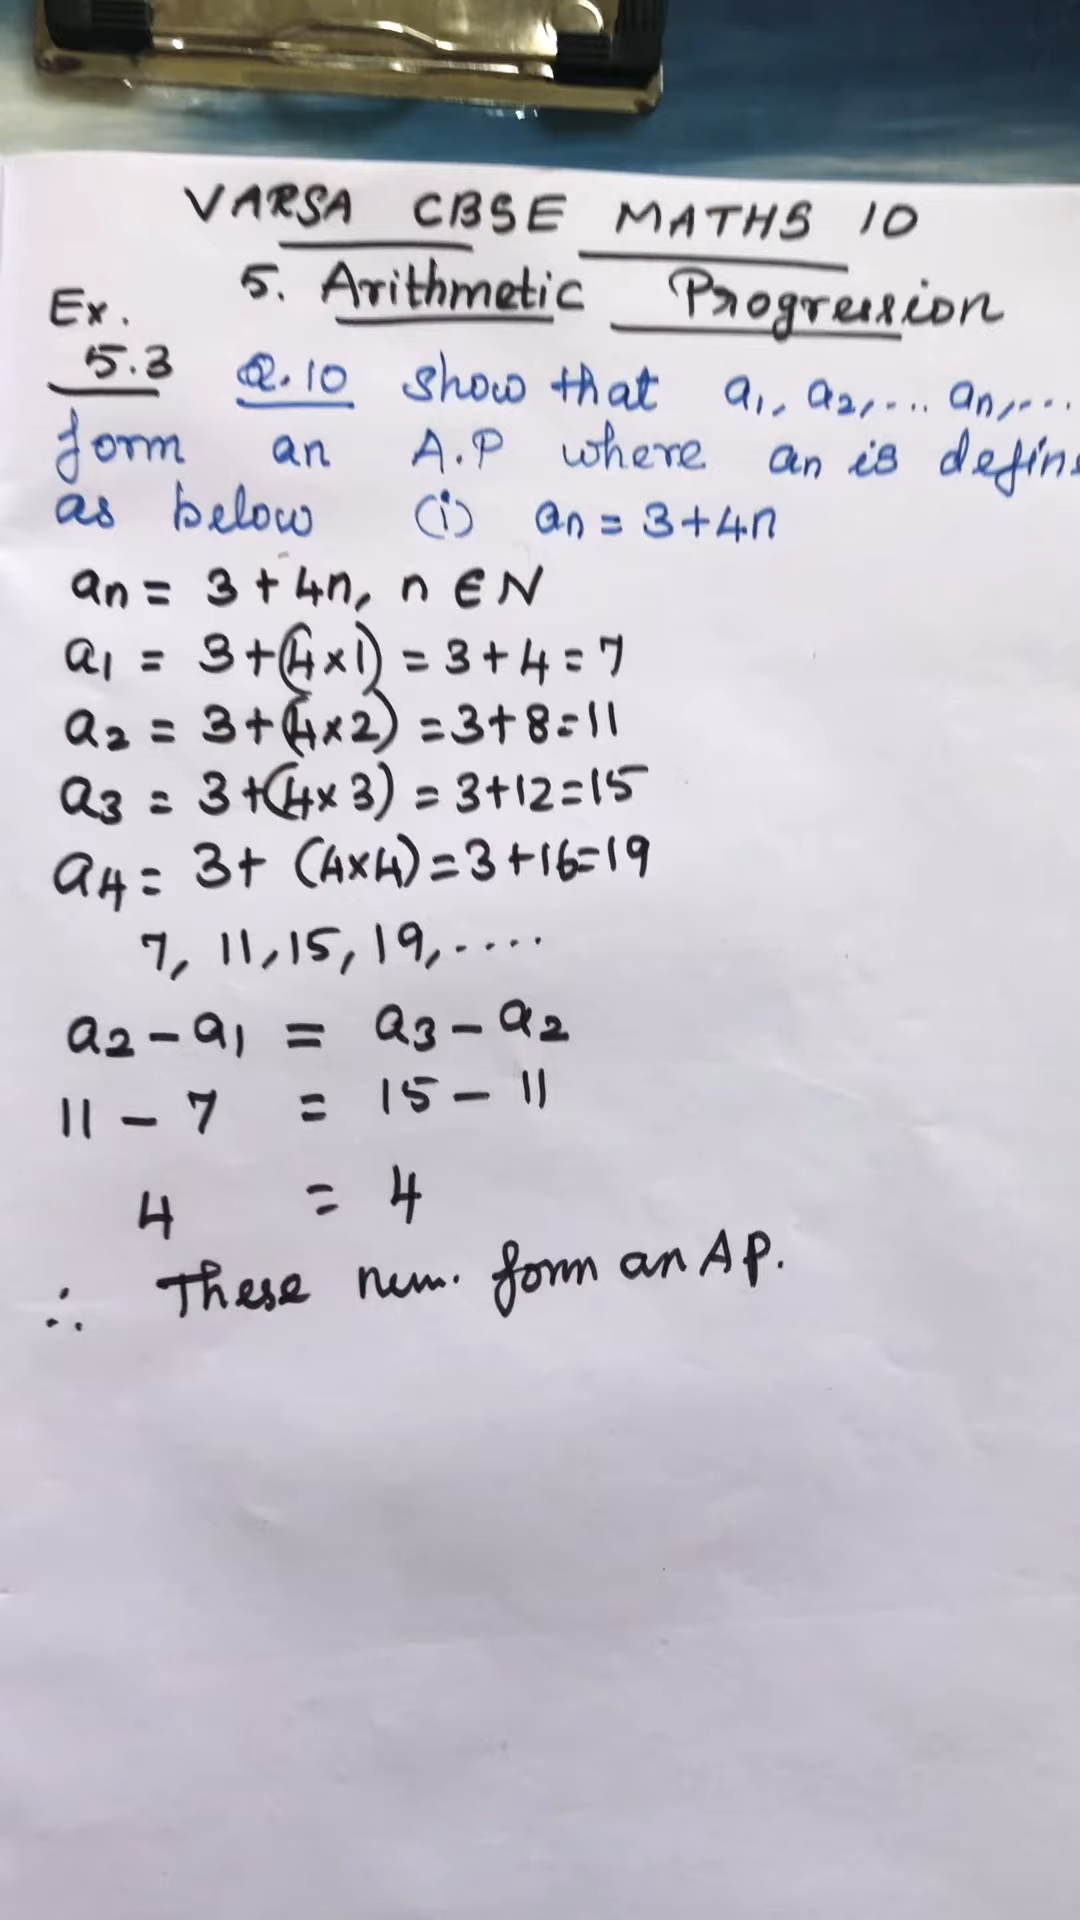 VARSA CBSE MATHS 10
5. Arithmetic Progression
Ex.
5.3 Q.10 show that a1, a2,... an,...
form an A.P where an is define
as below (i) an = 3+4n
an = 3 + 4n, n ∈ N
a1 = 3+(4×1) = 3+4=7
a2 = 3+(4×2) =3+8=11
a3 = 3+(4×3) = 3+12=15
a4 = 3+ (4×4)=3+16=19
7, 11, 15, 19, ....
a2 - a1 = a3 - a2
11 - 7 = 15 - 11
4 = 4
∴ These num. form an AP.